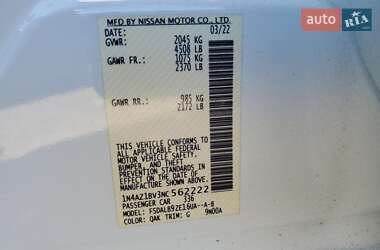 auto RIA
MFD BY NISSAN MOTOR CO., LTD
DATE: 03/22
GVWR: 2045 KG
4508 LB
GAWR FR.: 1075 KG
2370 LB
GAWR RR.: 985 KG
2172 LB
THIS VEHICLE CONFORMS TO ALL
APPLICABLE U.S. FEDERAL
MOTOR VEHICLE SAFETY,
BUMPER, AND THEFT
PREVENTION STANDARDS IN
EFFECT ON THE DATE OF
MANUFACTURE SHOWN ABOVE.
1N4AZ1BV3NC562222
PASSENGER CAR 336
MODEL: FSDALB9ZE16UA--A-B
COLOR: QAK TRIM: G 9N00A